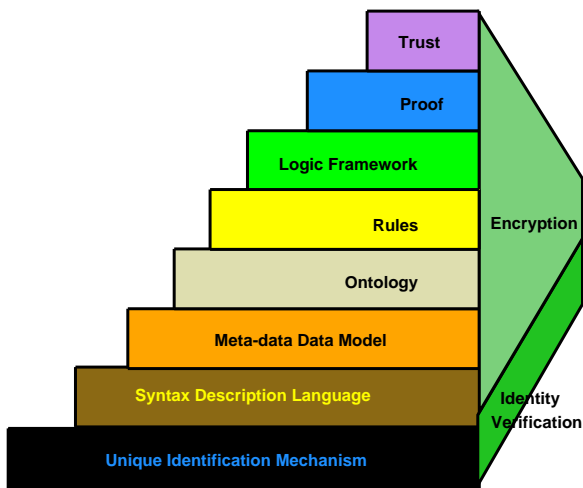 Trust
Proof
Logic Framework
Rules
Encryption
Ontology
Meta-data Data Model
Syntax Description Language
Identity
Verification
Unique Identification Mechanism